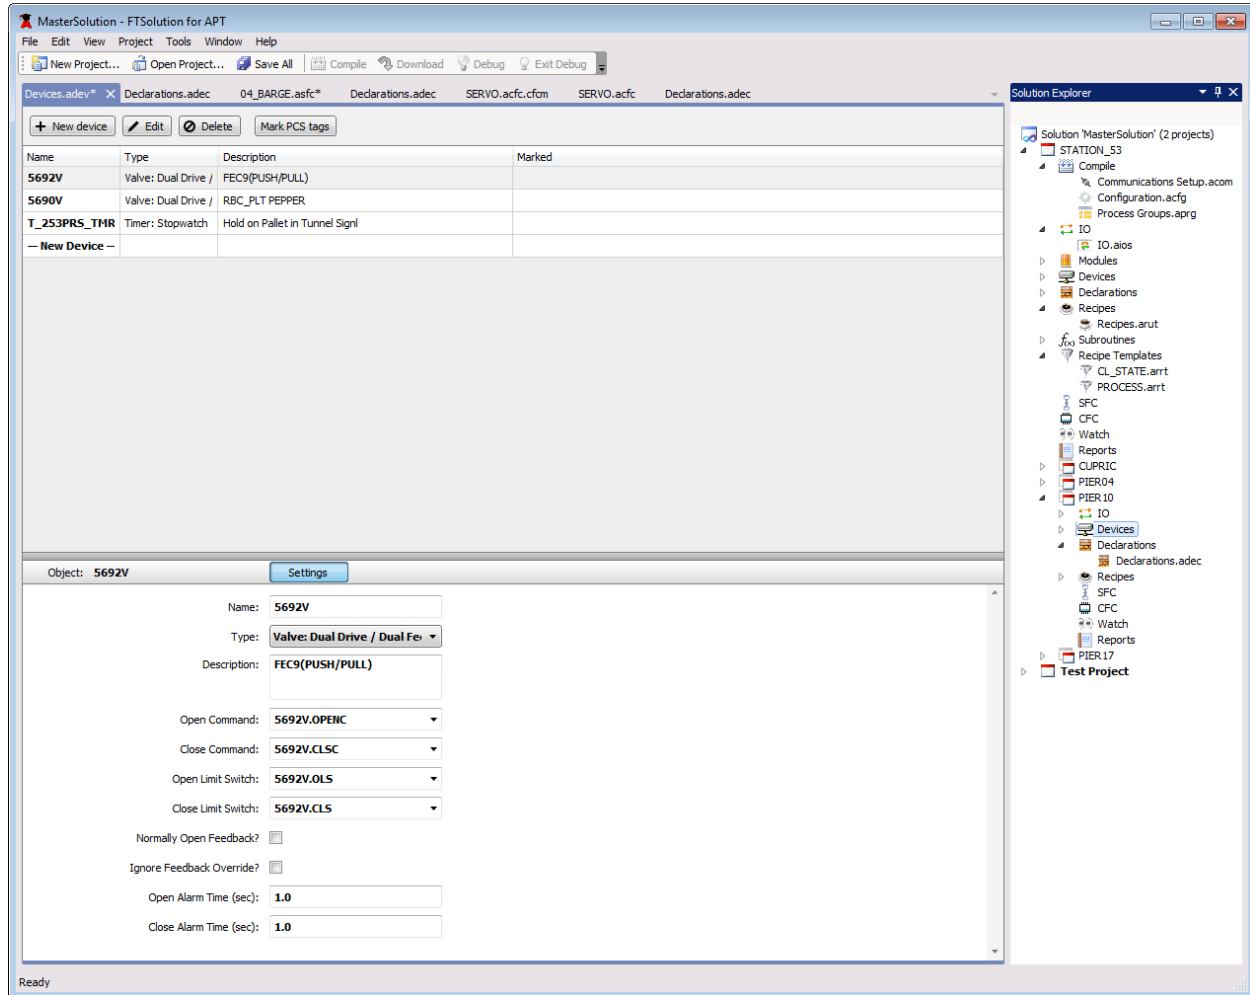 MasterSolution - FTSolution for APT
File Edit View Project Tools Window Help
New Project... Open Project... Save All Compile Download Debug Exit Debug
Devices.adev* Declarations.adec 04_BARGE.asfc* Declarations.adec SERVO.acfc.cfcm SERVO.acfc Declarations.adec
New device Edit Delete Mark PCS tags
Name Type Description Marked
5692V Valve: Dual Drive / FEC9(PUSH/PULL)
5690V Valve: Dual Drive / RBC_PLT PEPPER
T_253PRS_TMR Timer: Stopwatch Hold on Pallet in Tunnel Signl
-- New Device --
Object: 5692V Settings
Name: 5692V
Type: Valve: Dual Drive / Dual Fe
Description: FEC9(PUSH/PULL)
Open Command: 5692V.OPENC
Close Command: 5692V.CLSC
Open Limit Switch: 5692V.OLS
Close Limit Switch: 5692V.CLS
Normally Open Feedback?
Ignore Feedback Override?
Open Alarm Time (sec): 1.0
Close Alarm Time (sec): 1.0
Ready
Solution Explorer
Solution 'MasterSolution' (2 projects)
STATION_53
Compile
Communications Setup.acom
Configuration.acfg
Process Groups.aprg
IO
IO.aios
Modules
Devices
Declarations
Recipes
Recipes.arut
f(x) Subroutines
Recipe Templates
CL_STATE.arrt
PROCESS.arrt
SFC
CFC
Watch
Reports
CUPRIC
PIER04
PIER10
IO
Devices
Declarations
Declarations.adec
Recipes
SFC
CFC
Watch
Reports
PIER17
Test Project